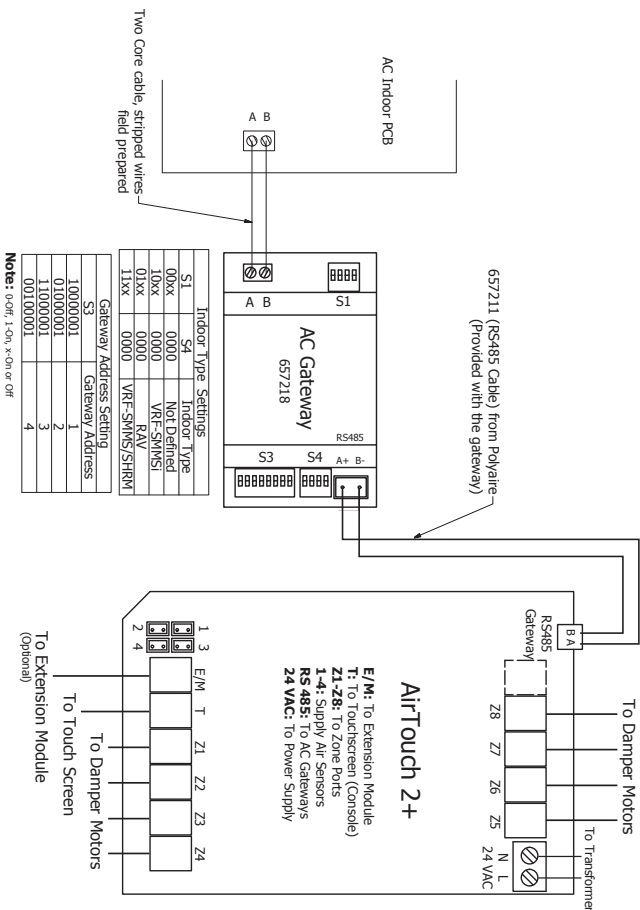 AC Indoor PCB
A B
Two Core cable, stripped wires
field prepared
657211 (RS485 Cable) from Polyaire
(Provided with the gateway)
S1
A B
AC Gateway
657218
RS485
S3
S4
A+ B-
Indoor Type Settings
S1 S4 Indoor Type
00xx 0000 Not Defined
10xx 0000 VRF-SMMSi
01xx 0000 RAV
11xx 0000 VRF-SMMS/SHRM
Gateway Address Setting
S3 Gateway Address
10000001 1
01000001 2
11000001 3
00100001 4
Note: 0-Off, 1-On, x-On or Off
To Damper Motors
To Transformer
B A
RS485
Gateway
Z8
Z7
Z6
Z5
N L
24 VAC
AirTouch 2+
E/M: To Extension Module
T: To Touchscreen (Console)
Z1-Z8: To Zone Ports
1-4: Supply Air Sensors
RS 485: To AC Gateways
24 VAC: To Power Supply
1 3
2 4
E/M
T
Z1
Z2
Z3
Z4
To Damper Motors
To Touch Screen
To Extension Module
(Optional)